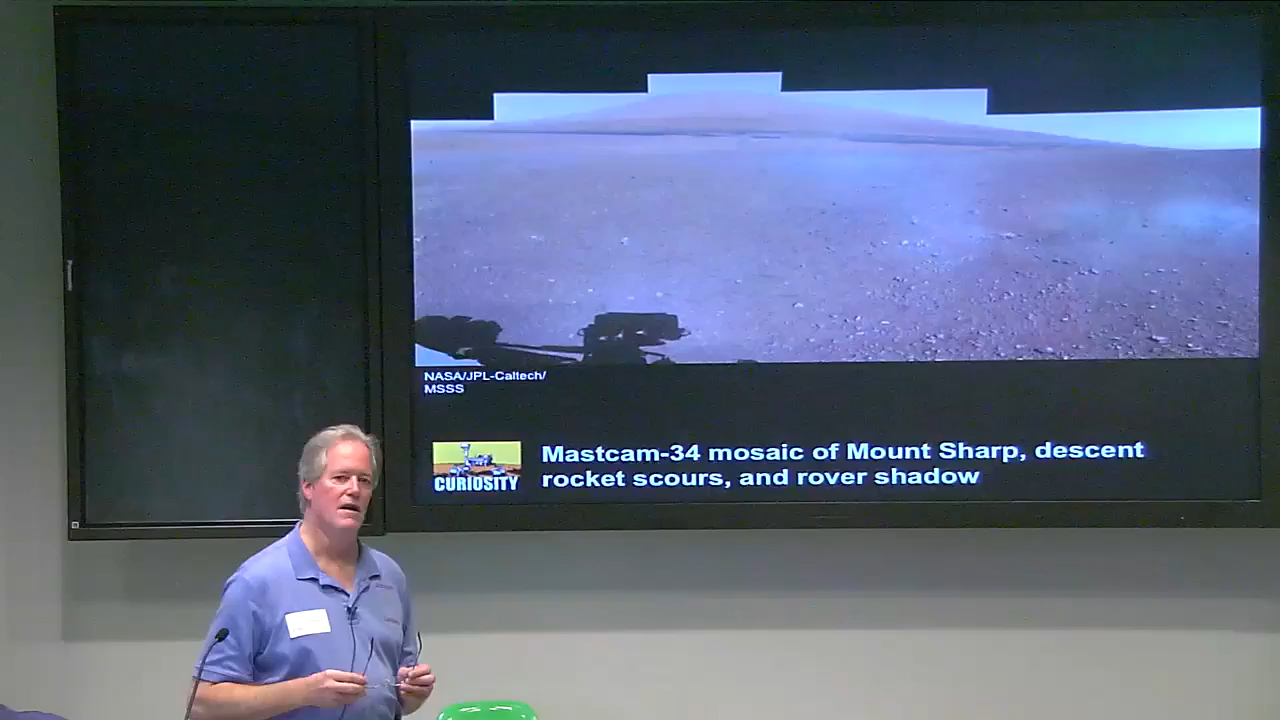 NASA/JPL-Caltech/
MSSS
CURIOSITY
Mastcam-34 mosaic of Mount Sharp, descent
rocket scours, and rover shadow